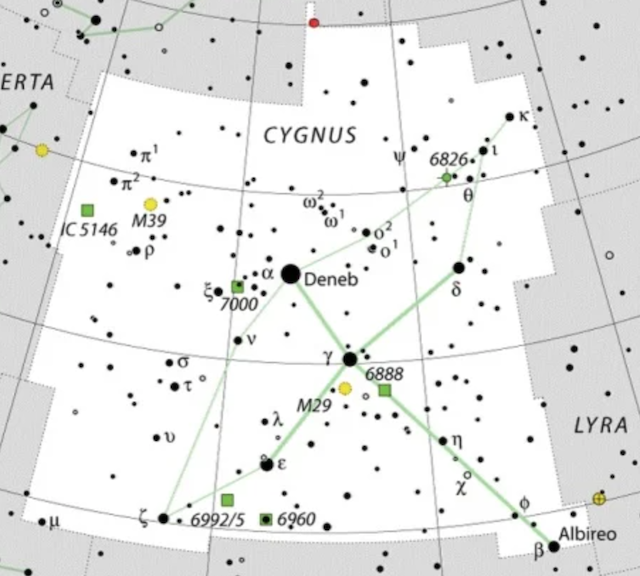 ERTA
CYGNUS
κ
ψ
6826
ι
π¹
π²
θ
IC 5146
M39
ω²
ω¹
ο²
ο¹
ρ
α
Deneb
δ
ξ
7000
ν
γ
σ
τ
6888
M29
LYRA
λ
υ
η
ε
χ
ζ
6992/5
6960
φ
μ
Albireo
β